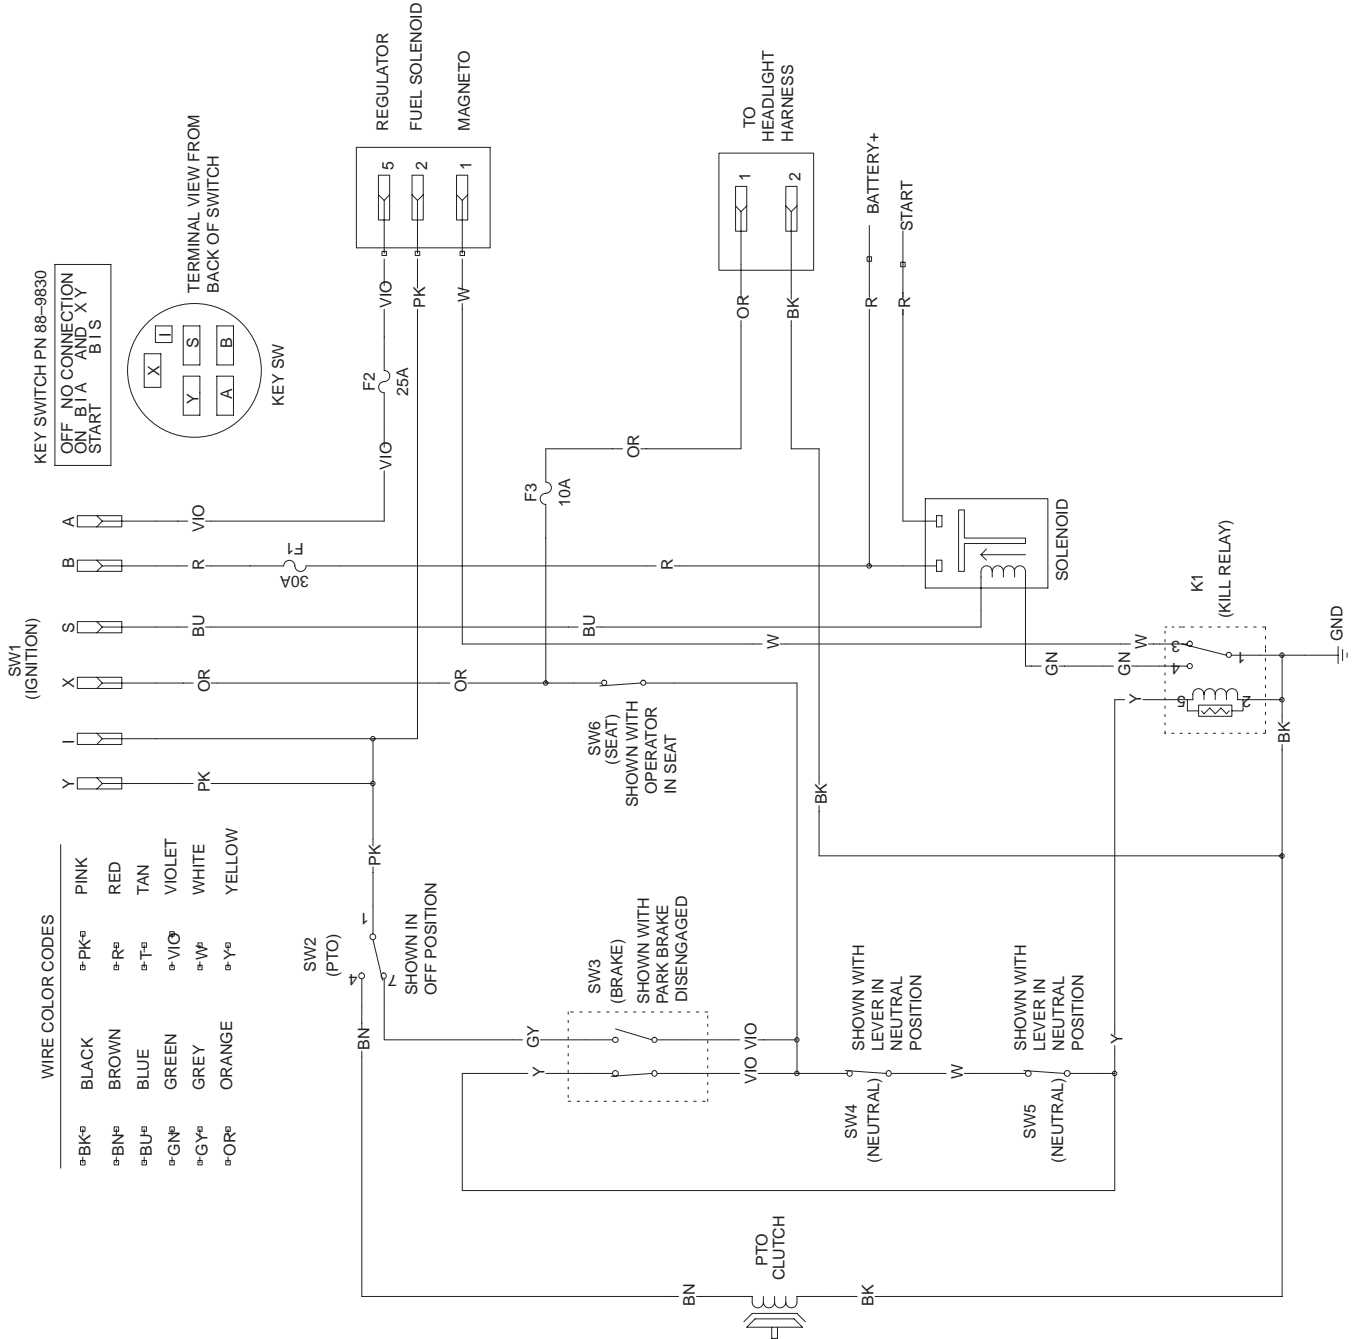 KEY SWITCH PN 88-9830
OFF NO CONNECTION
ON B I A AND X Y
START B I S
TERMINAL VIEW FROM
BACK OF SWITCH
X
I
Y
S
A
B
KEY SW
REGULATOR
FUEL SOLENOID
MAGNETO
5
2
1
VIO
PK
W
F2
25A
VIO
SW1
(IGNITION)
A
B
S
X
I
Y
VIO
R
BU
OR
PK
F1
30A
TO
HEADLIGHT
HARNESS
1
2
OR
BK
OR
F3
10A
BATTERY+
START
R
R
R
BU
W
OR
SOLENOID
SW6
(SEAT)
SHOWN WITH
OPERATOR
IN SEAT
BK
K1
(KILL RELAY)
W
3
4
1
GN
GN
Y
5
2
GND
BK
WIRE COLOR CODES
BK BLACK
BN BROWN
BU BLUE
GN GREEN
GY GREY
OR ORANGE
PK PINK
R RED
T TAN
VIO VIOLET
W WHITE
Y YELLOW
PK
SW2
(PTO)
1
4
7
SHOWN IN
OFF POSITION
BN
GY
Y
SW3
(BRAKE)
SHOWN WITH
PARK BRAKE
DISENGAGED
VIO
VIO
SW4
(NEUTRAL)
SHOWN WITH
LEVER IN
NEUTRAL
POSITION
W
SW5
(NEUTRAL)
SHOWN WITH
LEVER IN
NEUTRAL
POSITION
Y
BN
PTO
CLUTCH
BK